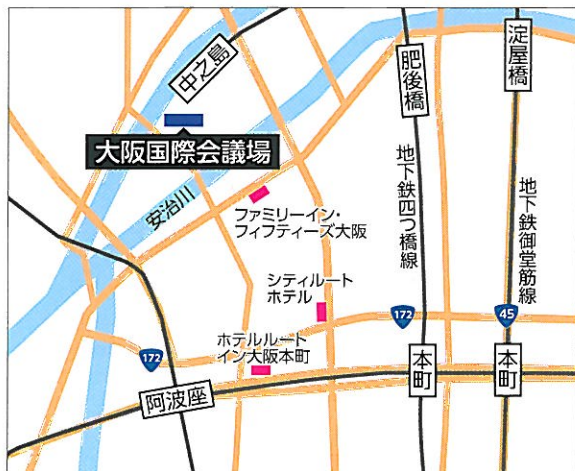 中之島
肥後橋
淀屋橋
大阪国際会議場
安治川
地下鉄四つ橋線
地下鉄御堂筋線
ファミリーイン・
フィフティーズ大阪
シティルート
ホテル
172
45
ホテルルート
イン大阪本町
172
本町
本町
阿波座